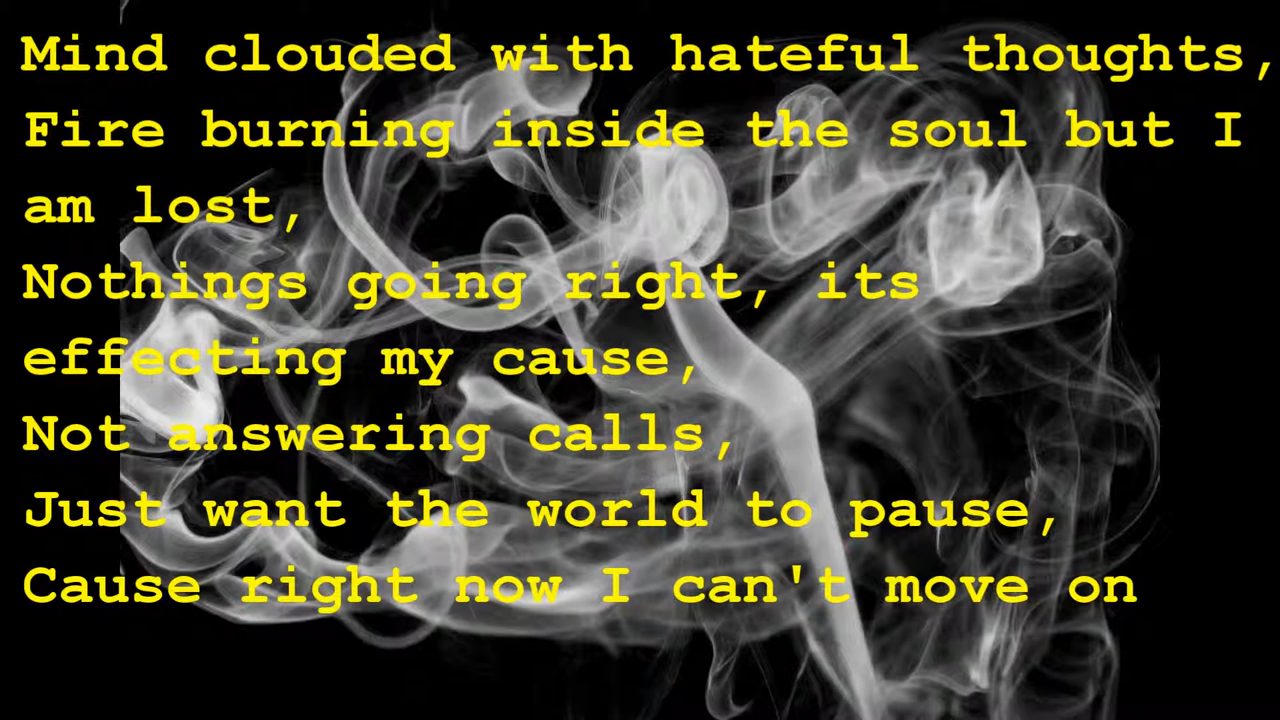 Mind clouded with hateful thoughts,
Fire burning inside the soul but I
am lost,
Nothings going right, its
effecting my cause,
Not answering calls,
Just want the world to pause,
Cause right now I can't move on